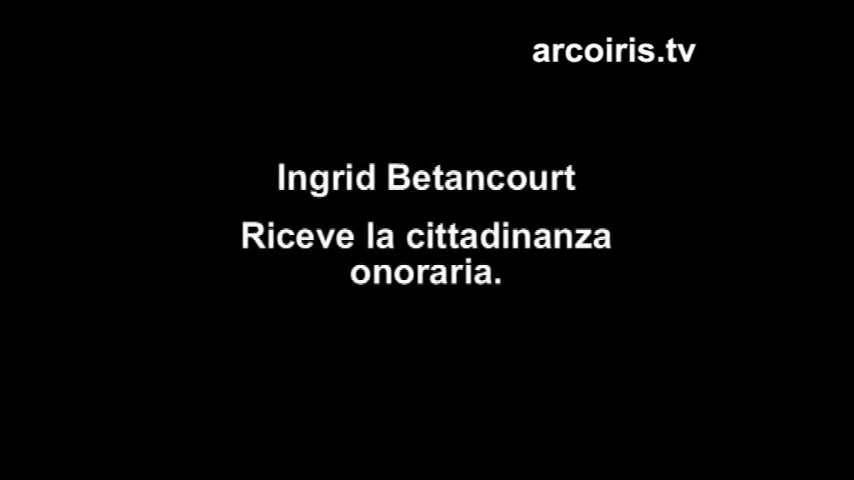 arcoiris.tv
Ingrid Betancourt
Riceve la cittadinanza
onoraria.